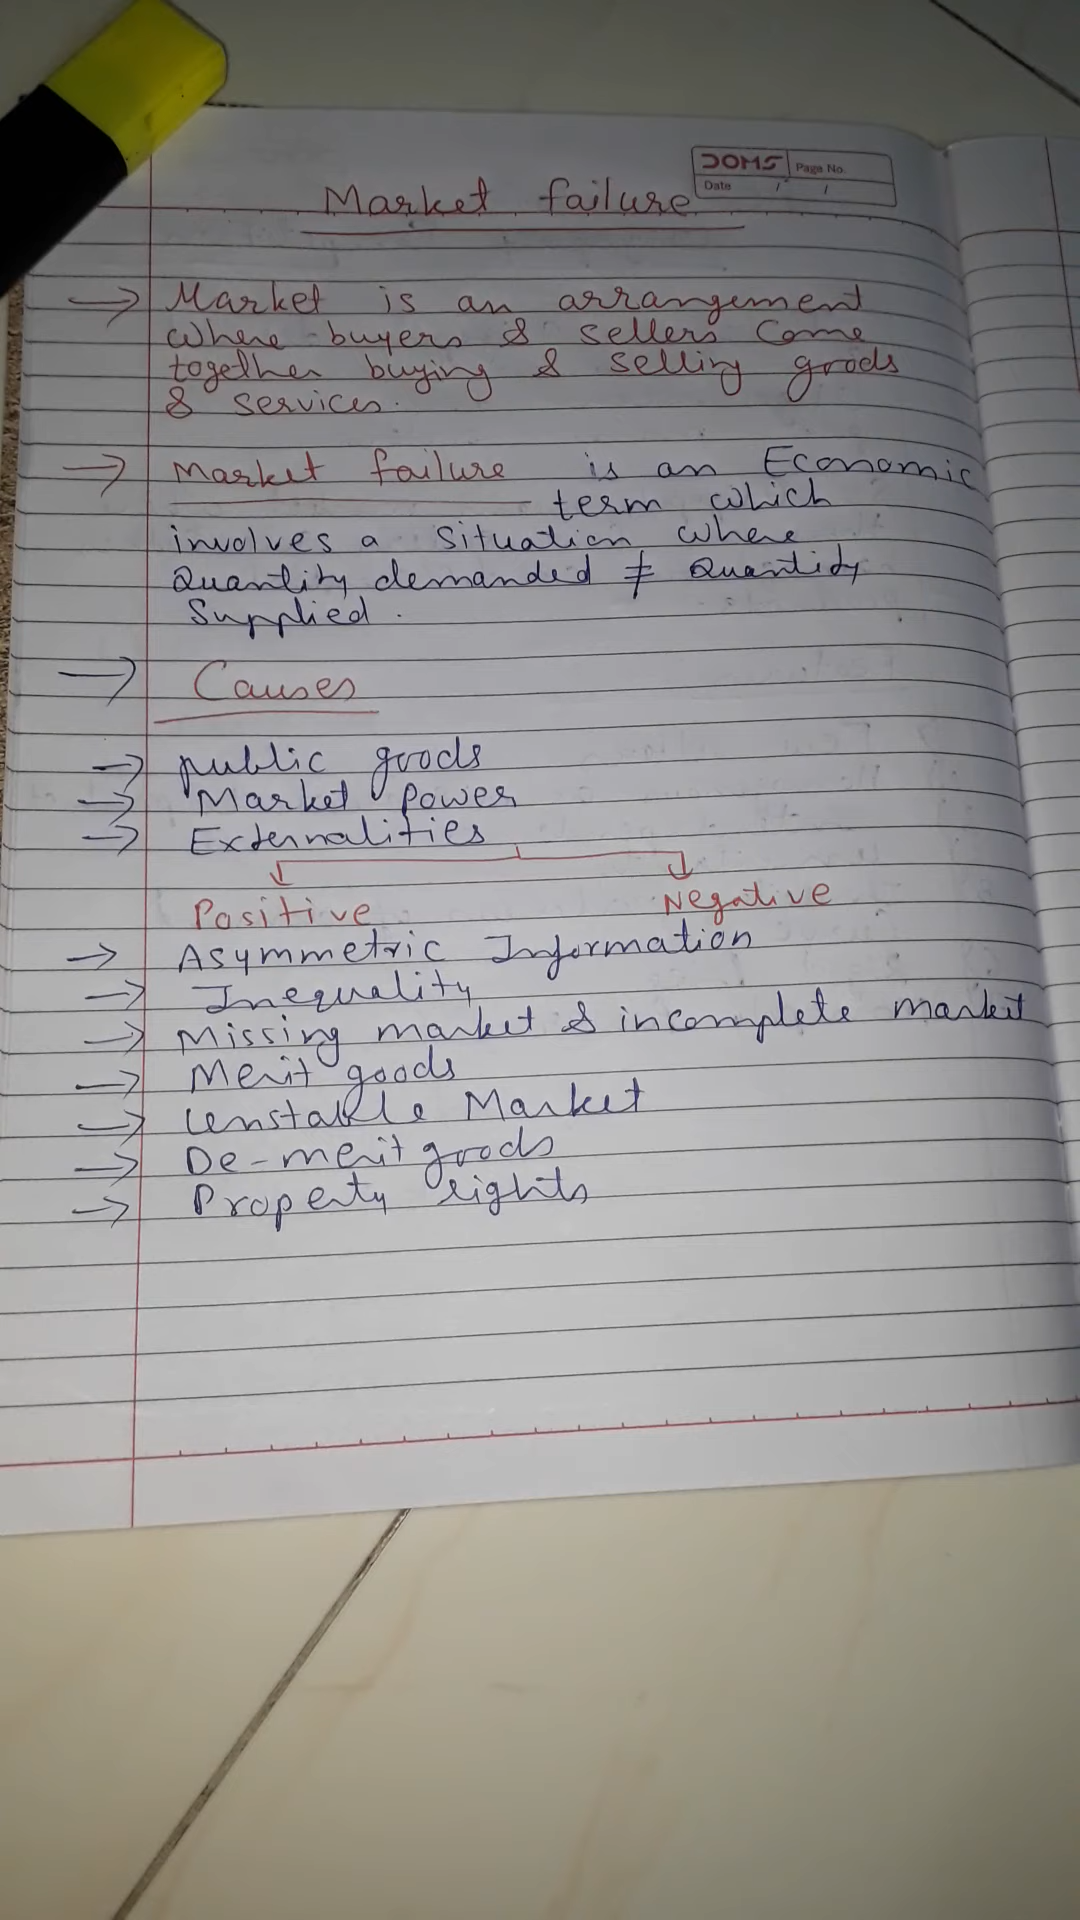 DOMS Page No.
Date / /
Market failure
→ Market is an arrangement
where buyers & sellers come
together buying & selling goods
& services.
→ Market failure is an Economic
term which
involves a situation where
Quantity demanded ≠ Quantity
Supplied.
→ Causes
→ public goods
→ Market Power
→ Externalities
Positive Negative
→ Asymmetric Information
→ Inequality
→ Missing market & incomplete market
→ Merit goods
→ Unstable Market
→ De-merit goods
→ Property rights